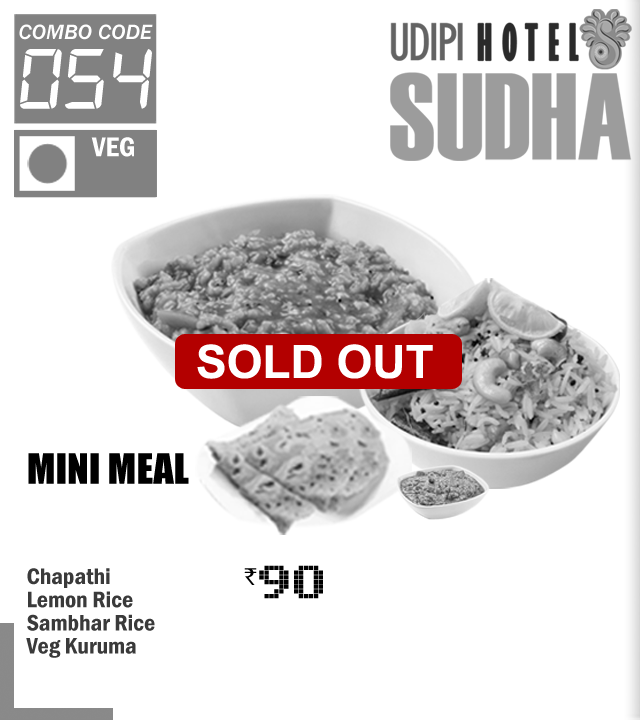 COMBO CODE
054
VEG
UDIPI HOTEL
SUDHA
SOLD OUT
MINI MEAL
Chapathi
Lemon Rice
Sambhar Rice
Veg Kuruma
₹90